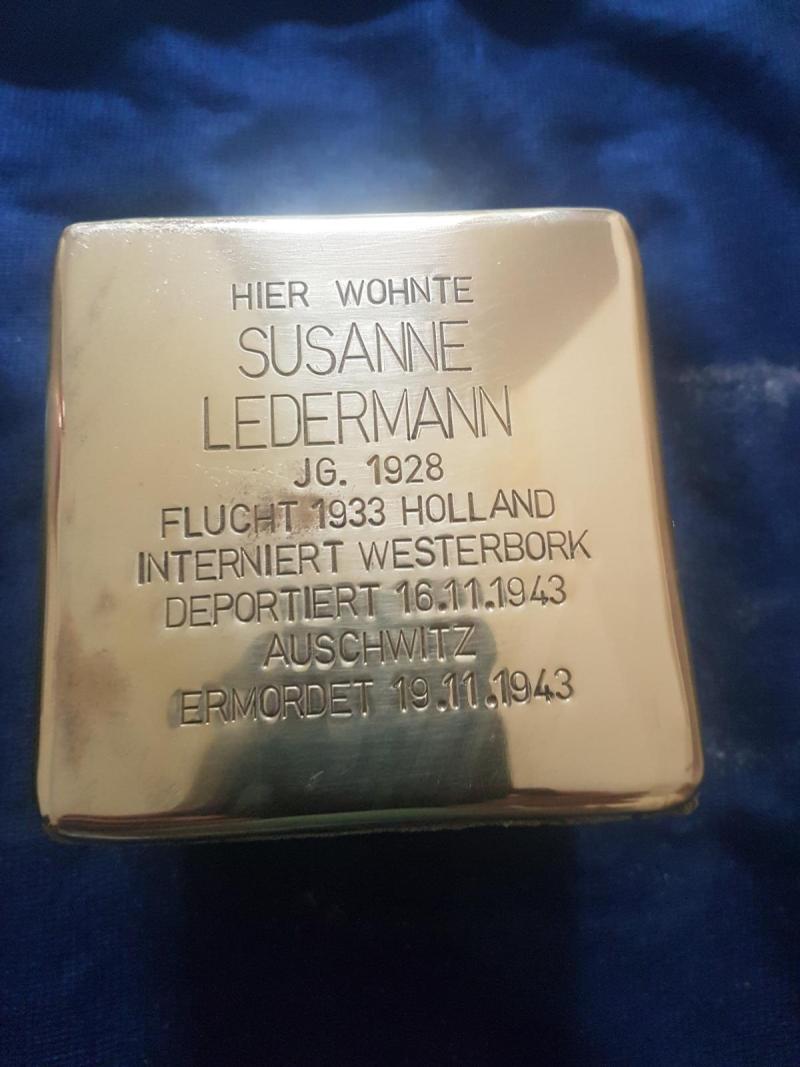 HIER WOHNTE
SUSANNE
LEDERMANN
JG. 1928
FLUCHT 1933 HOLLAND
INTERNIERT WESTERBORK
DEPORTIERT 16.11.1943
AUSCHWITZ
ERMORDET 19.11.1943